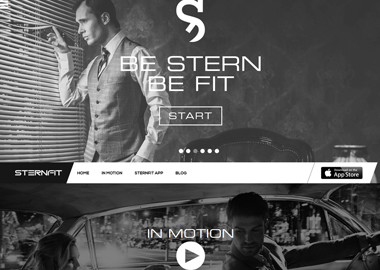 S
BE STERN
BE FIT
START
STERNFIT
HOME
IN MOTION
STERNFIT APP
BLOG
Download on the
App Store
IN MOTION